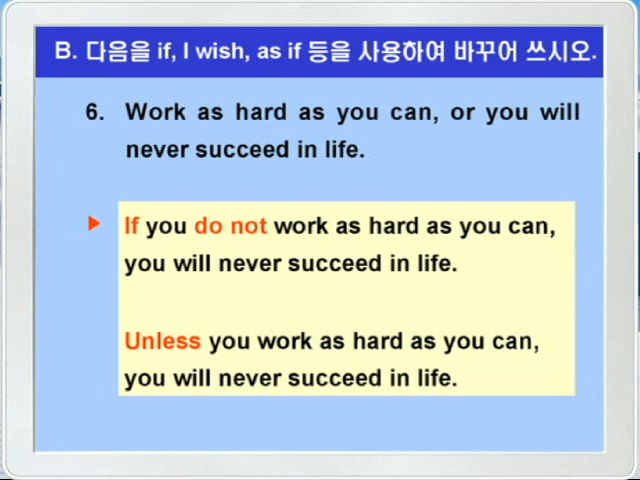 B. 다음을 if, I wish, as if 등을 사용하여 바꾸어 쓰시오.
6. Work as hard as you can, or you will
never succeed in life.
If you do not work as hard as you can,
you will never succeed in life.
Unless you work as hard as you can,
you will never succeed in life.